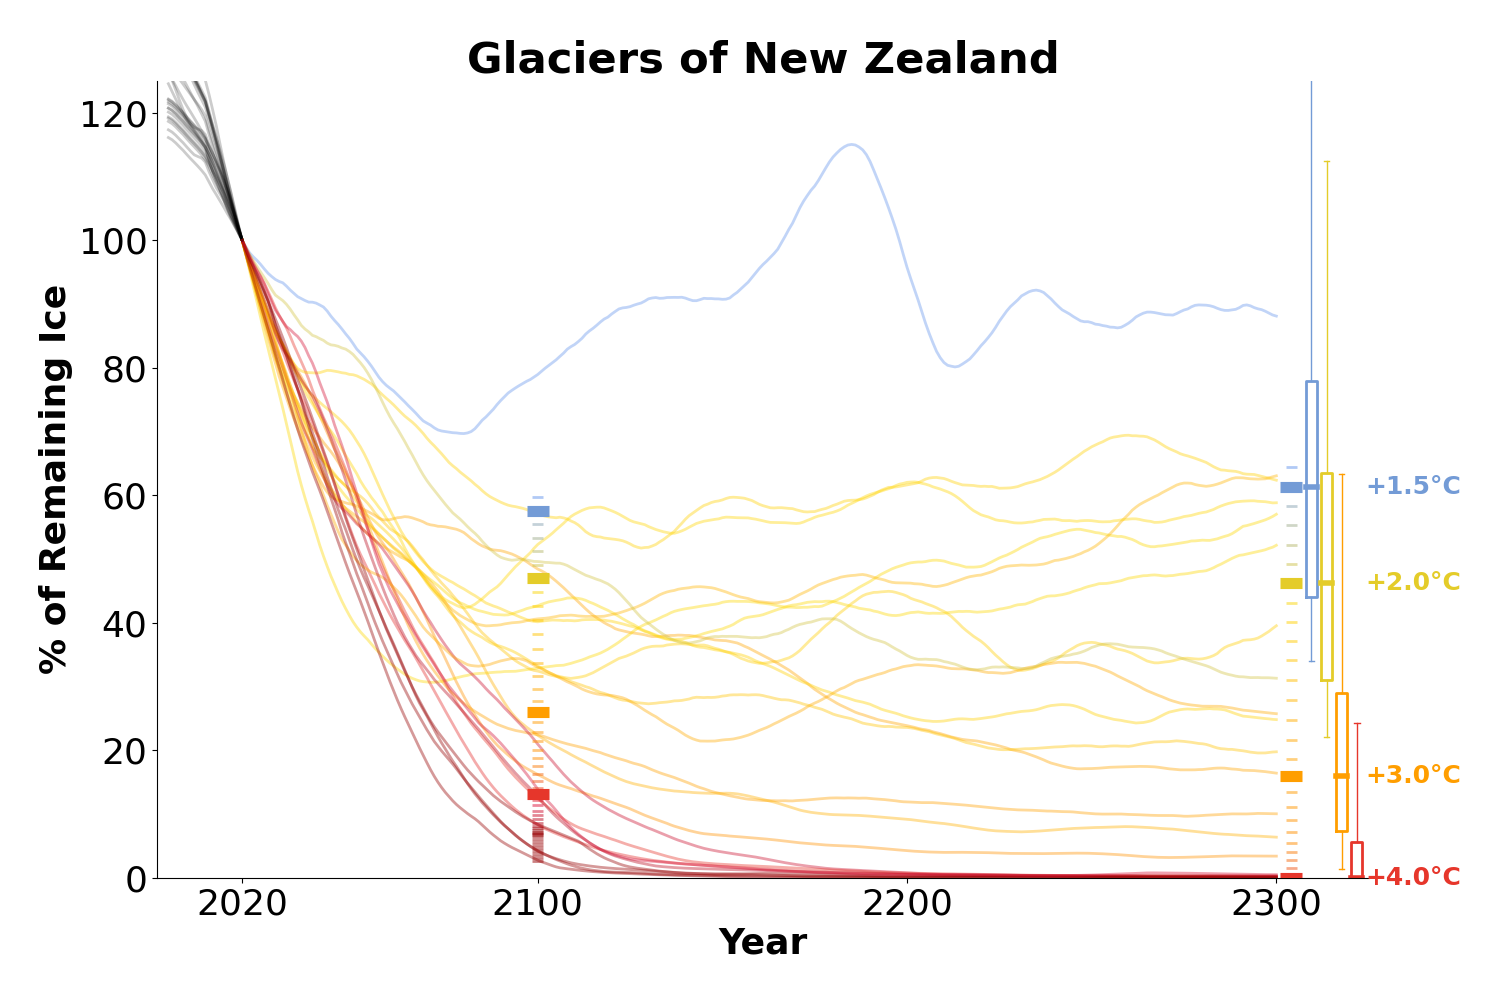 Glaciers of New Zealand
% of Remaining Ice
120
100
80
60
40
20
0
+1.5°C
+2.0°C
+3.0°C
+4.0°C
2020
2100
2200
2300
Year